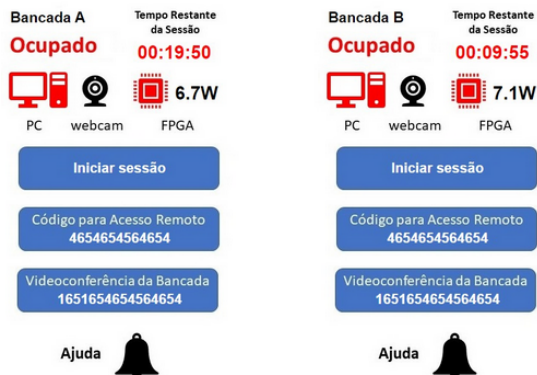 Bancada A
Ocupado
Tempo Restante
da Sessão
00:19:50
6.7W
PC
webcam
FPGA
Iniciar sessão
Código para Acesso Remoto
4654654564654
Videoconferência da Bancada
1651654654564654
Ajuda
Bancada B
Ocupado
Tempo Restante
da Sessão
00:09:55
7.1W
PC
webcam
FPGA
Iniciar sessão
Código para Acesso Remoto
4654654564654
Videoconferência da Bancada
1651654654564654
Ajuda